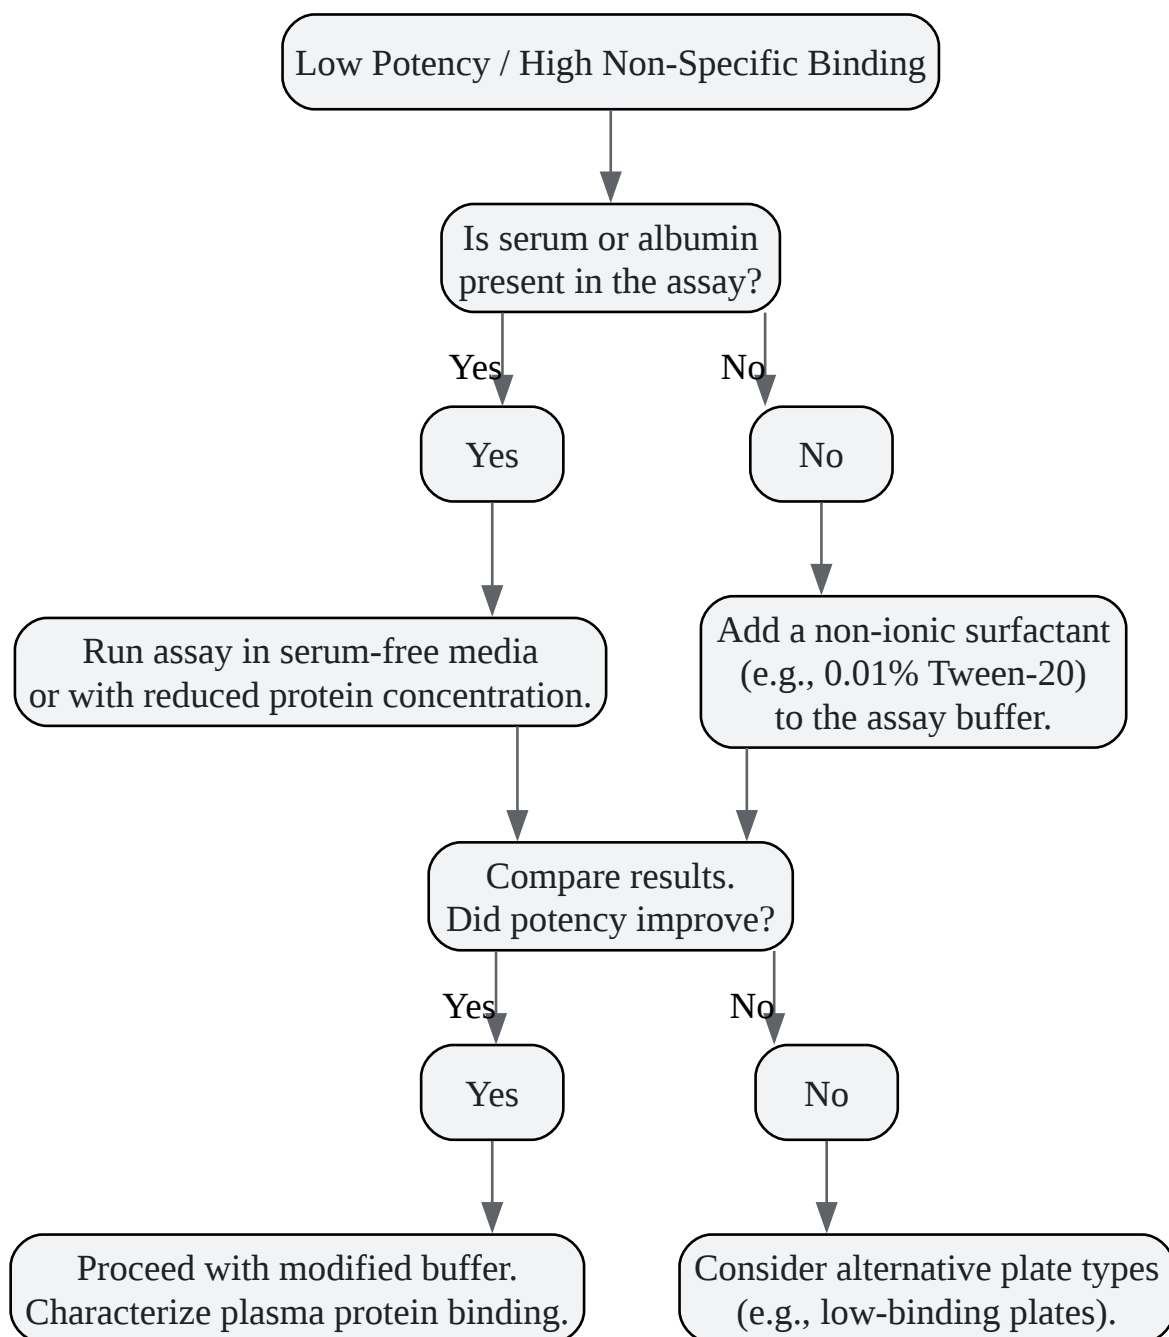 Low Potency / High Non-Specific Binding
Is serum or albumin
present in the assay?
Yes
No
Yes
No
Run assay in serum-free media
or with reduced protein concentration.
Add a non-ionic surfactant
(e.g., 0.01% Tween-20)
to the assay buffer.
Compare results.
Did potency improve?
Yes
No
Yes
No
Proceed with modified buffer.
Characterize plasma protein binding.
Consider alternative plate types
(e.g., low-binding plates).